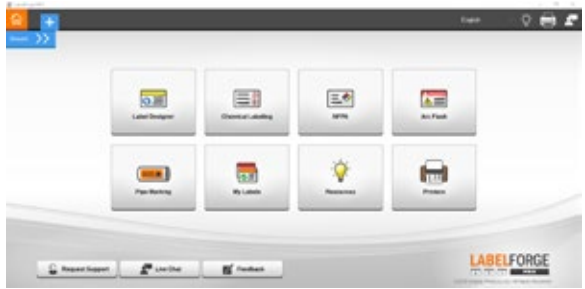 English
Label Designer
Chemical Labeling
NFPA
Arc Flash
Pipe Marking
My Labels
Resources
Printers
Request Support
Live Chat
Feedback
LABELFORGE